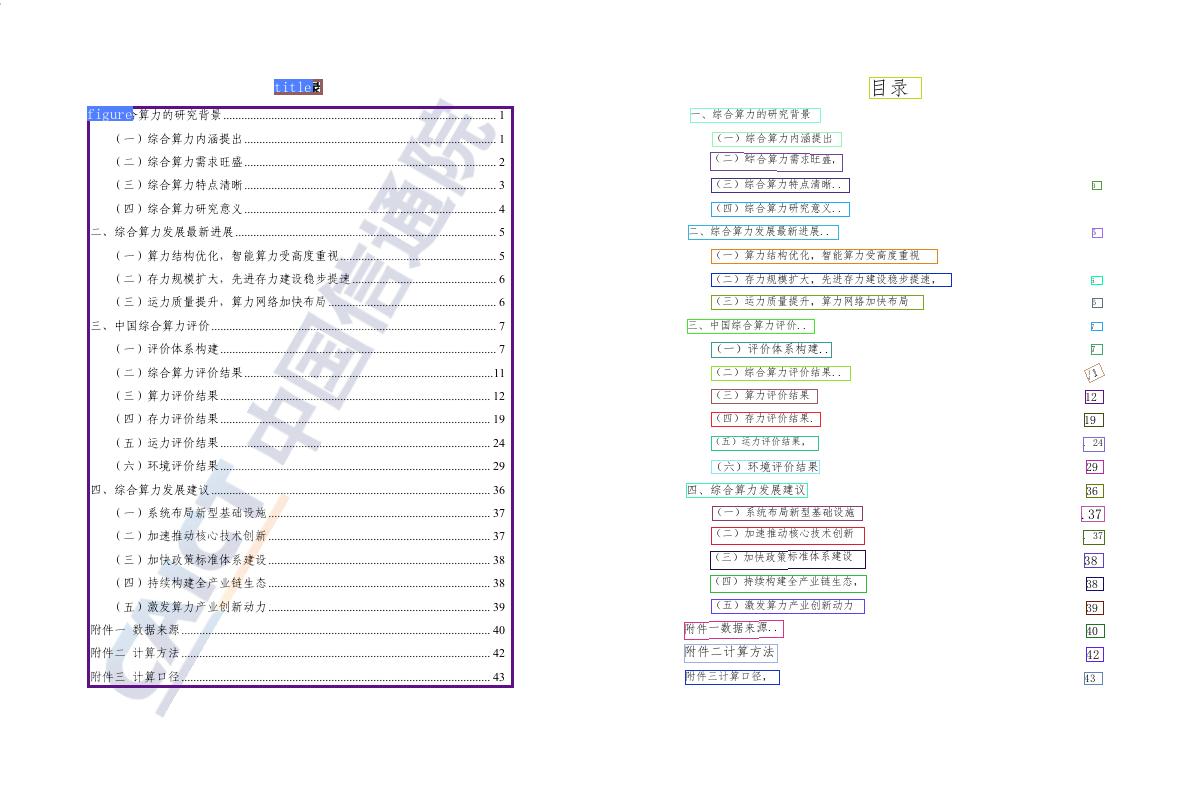 title
figure算力的研究背景........1
（一）综合算力内涵提出........1
（二）综合算力需求旺盛........2
（三）综合算力特点清晰........3
（四）综合算力研究意义........4
二、综合算力发展最新进展........5
（一）算力结构优化，智能算力受高度重视........5
（二）存力规模扩大，先进存力建设稳步提速........6
（三）运力质量提升，算力网络加快布局........6
三、中国综合算力评价........7
（一）评价体系构建........7
（二）综合算力评价结果........11
（三）算力评价结果........12
（四）存力评价结果........19
（五）运力评价结果........24
（六）环境评价结果........29
四、综合算力发展建议........36
（一）系统布局新型基础设施........37
（二）加速推动核心技术创新........37
（三）加快政策标准体系建设........38
（四）持续构建全产业链生态........38
（五）激发算力产业创新动力........39
附件一 数据来源........40
附件二 计算方法........42
附件三 计算口径........43
CAICT 中国信通院
目录
一、综合算力的研究背景
（一）综合算力内涵提出
（二）综合算力需求旺盛，
（三）综合算力特点清晰..
（四）综合算力研究意义..
二、综合算力发展最新进展.. 5
（一）算力结构优化，智能算力受高度重视
（二）存力规模扩大，先进存力建设稳步提速，
（三）运力质量提升，算力网络加快布局
三、中国综合算力评价.. 7
（一）评价体系构建.. 7
（二）综合算力评价结果..
（三）算力评价结果 12
（四）存力评价结果. 19
（五）运力评价结果， . 24
（六）环境评价结果 29
四、综合算力发展建议 36
（一）系统布局新型基础设施 .37
（二）加速推动核心技术创新 . 37
（三）加快政策标准体系建设 38
（四）持续构建全产业链生态， 38
（五）激发算力产业创新动力 39
附件一数据来源.. 40
附件二计算方法 42
附件三计算口径， 43